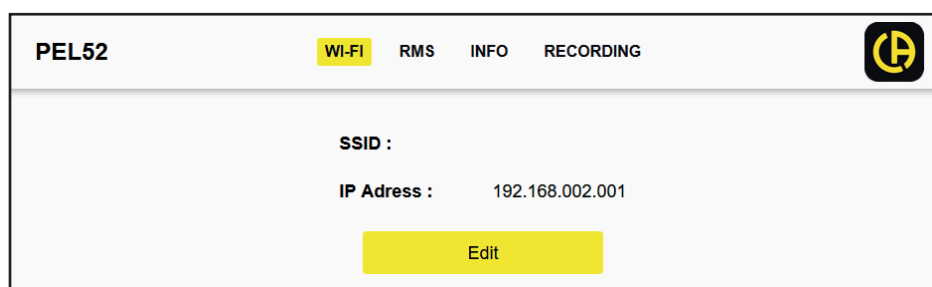 PEL52 WI-FI RMS INFO RECORDING
SSID :
IP Adress : 192.168.002.001
Edit